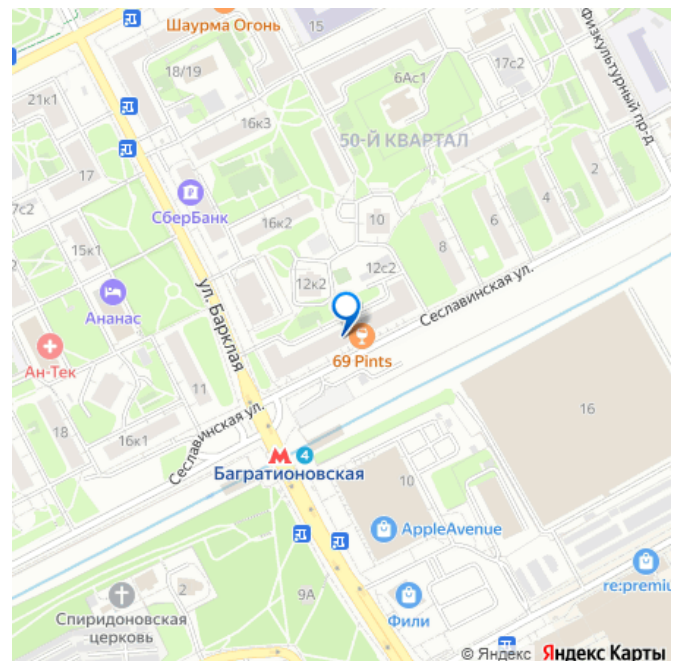 Шаурма Огонь
15
18/19
6Ас1
17с2
Физкультурный пр-д
21к1
16к3
50-Й КВАРТАЛ
17
2
СберБанк
4
7с2
16к2
10
6
15к1
8
12с2
12к2
Сеславинская ул.
Ананас
ул. Барклая
69 Pints
Ан-Тек
11
16
18
16к1
Сеславинская ул.
4
Багратионовская
10
AppleAvenue
9А
2
re:premiu
Спиридоновская
церковь
Фили
© Яндекс Яндекс Карты